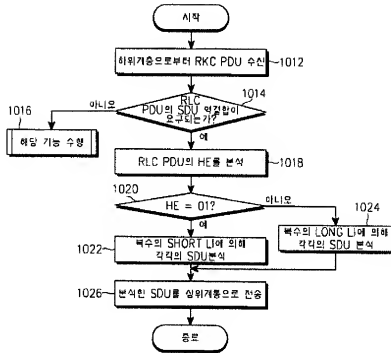 시작
하위계층으로부터 RKC PDU 수신
1012
1014
RLC
PDU의 SDU 역결합이
요구되는가?
아니오
1016
해당 기능 수행
예
RLC PDU의 HE를 분석
1018
1020
HE = 01?
아니오
예
1024
복수의 LONG LI에 의해
각각의 SDU 분석
1022
복수의 SHORT LI에 의해
각각의 SDU분석
1026
분석한 SDU를 상위계층으로 전송
종료